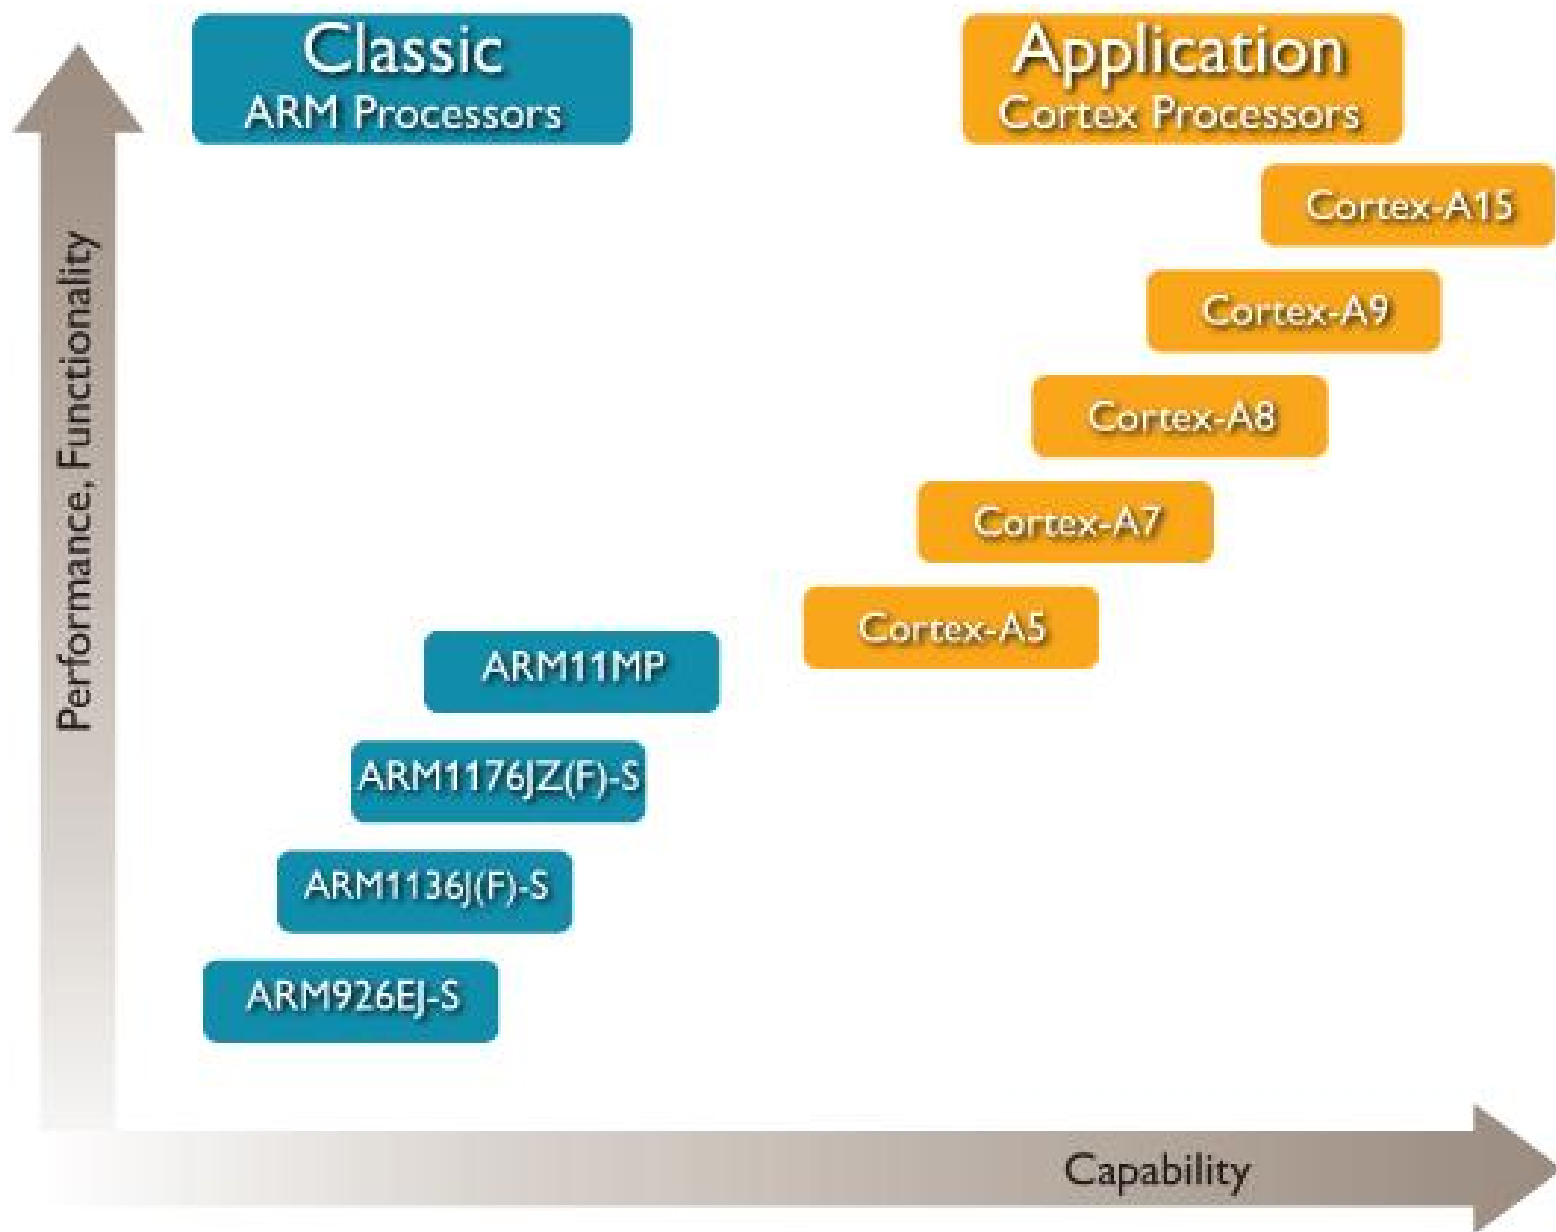 Classic
ARM Processors
Application
Cortex Processors
Cortex-A15
Cortex-A9
Cortex-A8
Cortex-A7
Cortex-A5
ARM11MP
ARM1176JZ(F)-S
ARM1136J(F)-S
ARM926EJ-S
Performance, Functionality
Capability